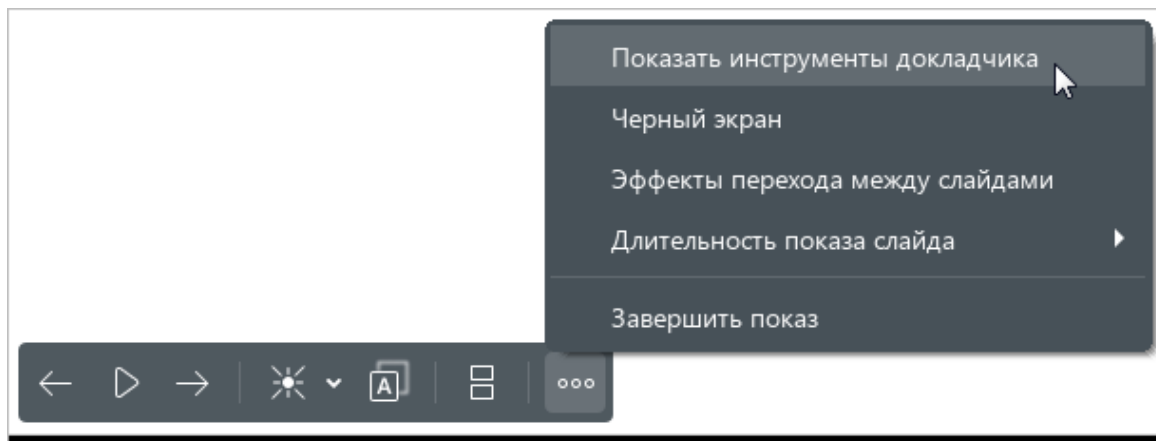 Показать инструменты докладчика
Черный экран
Эффекты перехода между слайдами
Длительность показа слайда
Завершить показ
A